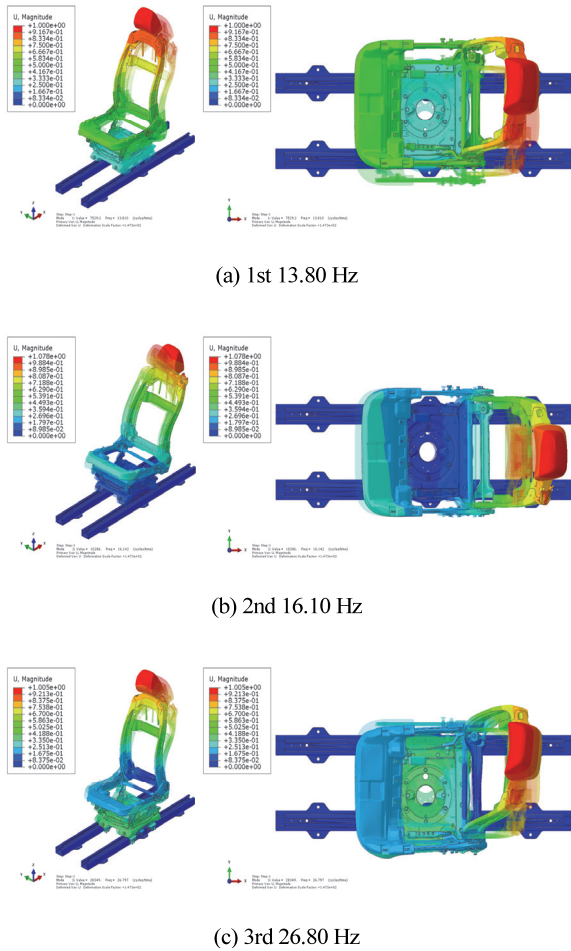 U, Magnitude
+1.000e+00
+9.167e-01
+8.334e-01
+7.500e-01
+6.667e-01
+5.834e-01
+5.000e-01
+4.167e-01
+3.333e-01
+2.500e-01
+1.667e-01
+8.334e-02
+0.000e+00
U, Magnitude
+1.000e+00
+9.167e-01
+8.334e-01
+7.500e-01
+6.667e-01
+5.834e-01
+5.000e-01
+4.167e-01
+3.333e-01
+2.500e-01
+1.667e-01
+8.334e-02
+0.000e+00
(a) 1st 13.80 Hz
U, Magnitude
+1.078e+00
+9.884e-01
+8.985e-01
+8.087e-01
+7.188e-01
+6.290e-01
+5.391e-01
+4.493e-01
+3.594e-01
+2.696e-01
+1.797e-01
+8.985e-02
+0.000e+00
U, Magnitude
+1.078e+00
+9.884e-01
+8.985e-01
+8.087e-01
+7.188e-01
+6.290e-01
+5.391e-01
+4.493e-01
+3.594e-01
+2.696e-01
+1.797e-01
+8.985e-02
+0.000e+00
(b) 2nd 16.10 Hz
U, Magnitude
+1.005e+00
+9.213e-01
+8.375e-01
+7.538e-01
+6.700e-01
+5.863e-01
+5.025e-01
+4.188e-01
+3.350e-01
+2.513e-01
+1.675e-01
+8.375e-02
+0.000e+00
U, Magnitude
+1.005e+00
+9.213e-01
+8.375e-01
+7.538e-01
+6.700e-01
+5.863e-01
+5.025e-01
+4.188e-01
+3.350e-01
+2.513e-01
+1.675e-01
+8.375e-02
+0.000e+00
(c) 3rd 26.80 Hz